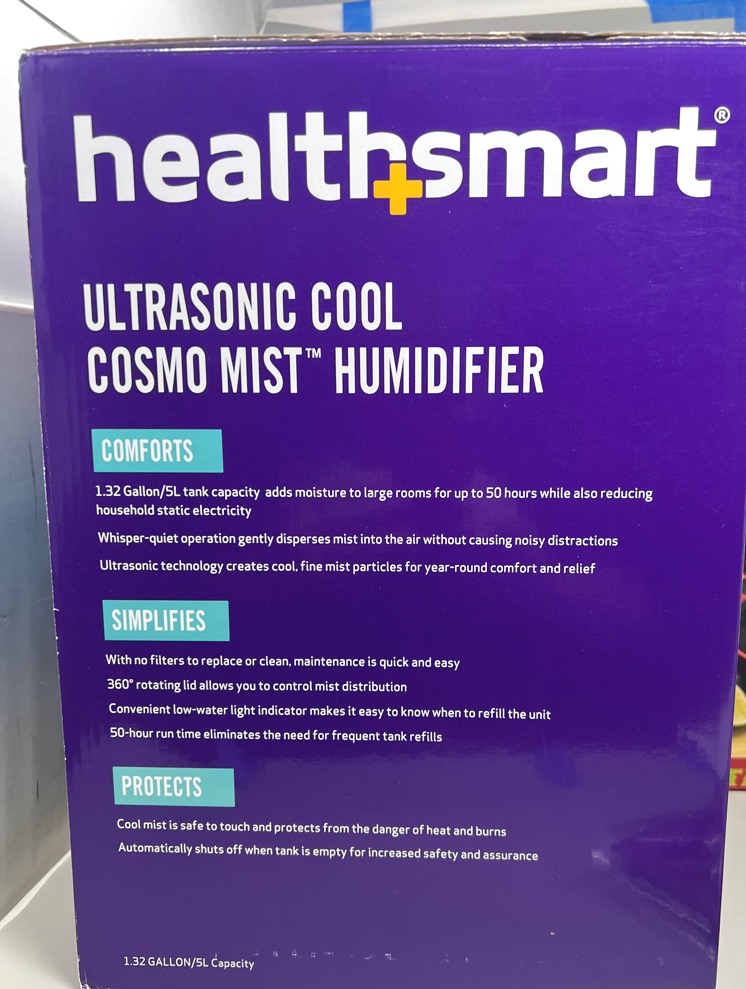 healthsmart®
ULTRASONIC COOL
COSMO MIST™ HUMIDIFIER
COMFORTS
1.32 Gallon/5L tank capacity adds moisture to large rooms for up to 50 hours while also reducing
household static electricity
Whisper-quiet operation gently disperses mist into the air without causing noisy distractions
Ultrasonic technology creates cool, fine mist particles for year-round comfort and relief
SIMPLIFIES
With no filters to replace or clean, maintenance is quick and easy
360° rotating lid allows you to control mist distribution
Convenient low-water light indicator makes it easy to know when to refill the unit
50-hour run time eliminates the need for frequent tank refills
PROTECTS
Cool mist is safe to touch and protects from the danger of heat and burns
Automatically shuts off when tank is empty for increased safety and assurance
1.32 GALLON/5L Capacity